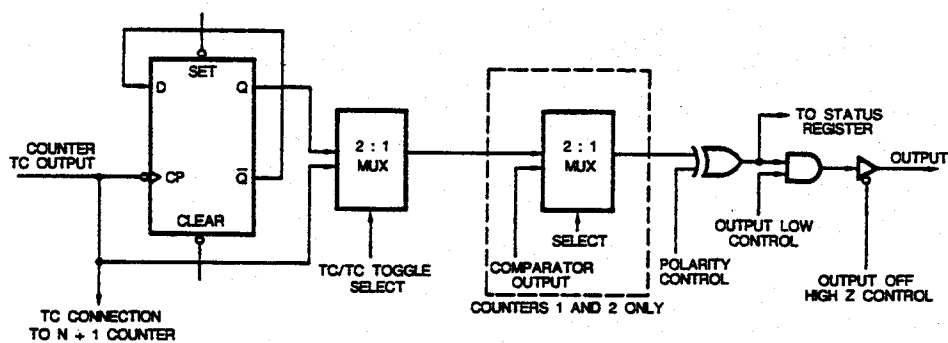 SET
D
Q
COUNTER
TC OUTPUT
CP
Q
CLEAR
2 : 1
MUX
TC/TC TOGGLE
SELECT
TC CONNECTION
TO N + 1 COUNTER
2 : 1
MUX
SELECT
COMPARATOR
OUTPUT
COUNTERS 1 AND 2 ONLY
POLARITY
CONTROL
TO STATUS
REGISTER
OUTPUT LOW
CONTROL
OUTPUT
OUTPUT OFF
HIGH Z CONTROL